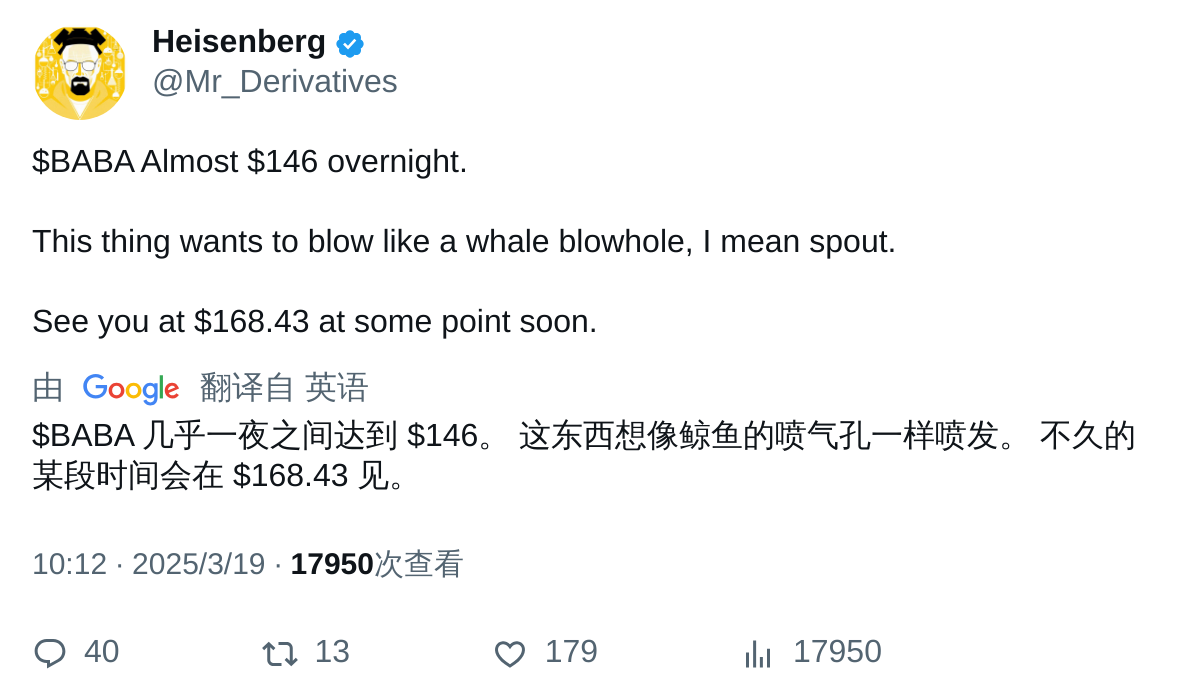 Heisenberg
@Mr_Derivatives
$BABA Almost $146 overnight.
This thing wants to blow like a whale blowhole, I mean spout.
See you at $168.43 at some point soon.
由 Google 翻译自 英语
$BABA 几乎一夜之间达到 $146。 这东西想像鲸鱼的喷气孔一样喷发。 不久的
某段时间会在 $168.43 见。
10:12 · 2025/3/19 · 17950次查看
40 13 179 17950